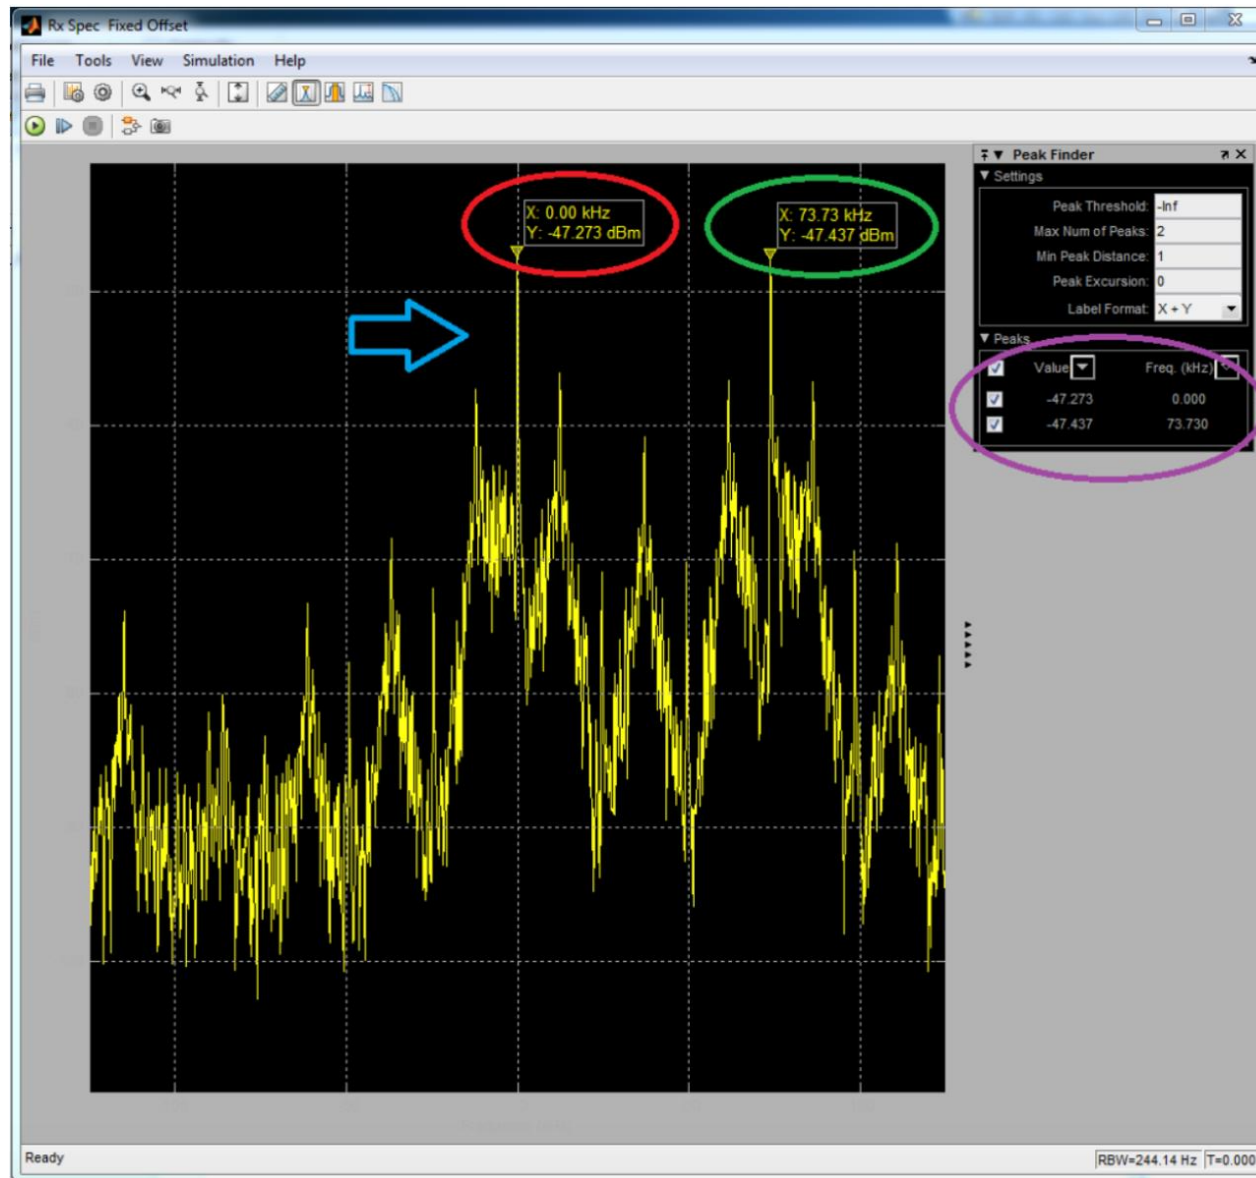 Rx Spec Fixed Offset
File Tools View Simulation Help
Peak Finder
Settings
Peak Threshold: -Inf
Max Num of Peaks: 2
Min Peak Distance: 1
Peak Excursion: 0
Label Format: X + Y
Peaks
Value Freq. (kHz)
-47.273 0.000
-47.437 73.730
X: 0.00 kHz
Y: -47.273 dBm
X: 73.73 kHz
Y: -47.437 dBm
Ready
RBW=244.14 Hz T=0.000